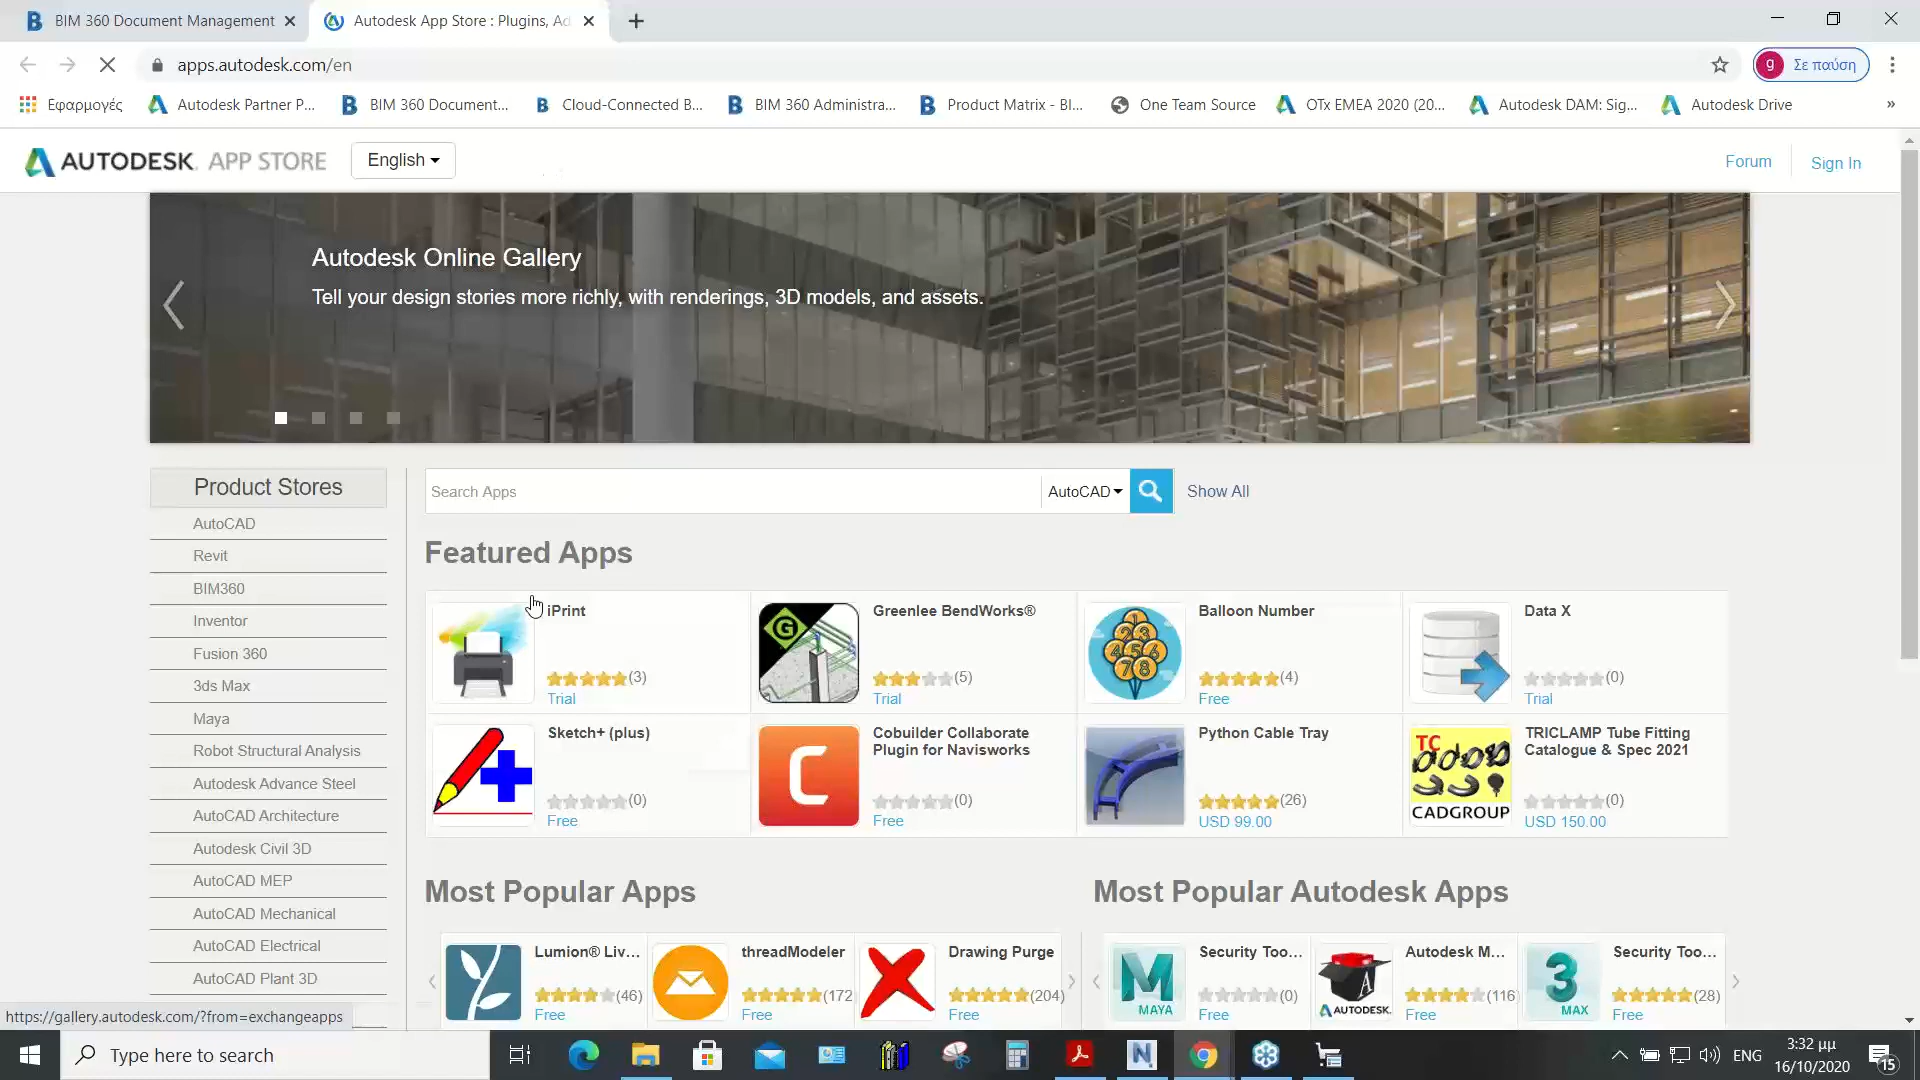 BIM 360 Document Management
Autodesk App Store : Plugins, Ad
apps.autodesk.com/en
g
Σε παύση
Εφαρμογές
Autodesk Partner P...
BIM 360 Document...
Cloud-Connected B...
BIM 360 Administra...
Product Matrix - BI...
One Team Source
OTx EMEA 2020 (20...
Autodesk DAM: Sig...
Autodesk Drive
»
AUTODESK. APP STORE
English
Forum
Sign In
Autodesk Online Gallery
Tell your design stories more richly, with renderings, 3D models, and assets.
Product Stores
AutoCAD
Revit
BIM360
Inventor
Fusion 360
3ds Max
Maya
Robot Structural Analysis
Autodesk Advance Steel
AutoCAD Architecture
Autodesk Civil 3D
AutoCAD MEP
AutoCAD Mechanical
AutoCAD Electrical
AutoCAD Plant 3D
Search Apps
AutoCAD
Show All
Featured Apps
iPrint
(3)
Trial
Greenlee BendWorks®
(5)
Trial
Balloon Number
(4)
Free
Data X
(0)
Trial
Sketch+ (plus)
(0)
Free
Cobuilder Collaborate
Plugin for Navisworks
(0)
Free
Python Cable Tray
(26)
USD 99.00
TC
CADGROUP
TRICLAMP Tube Fitting
Catalogue & Spec 2021
(0)
USD 150.00
Most Popular Apps
Lumion® Liv...
(46)
Free
threadModeler
(172
Free
Drawing Purge
(204)
Free
Most Popular Autodesk Apps
MAYA
Security Too...
(0)
Free
AUTODESK.
Autodesk M...
(116)
Free
MAX
Security Too...
(28)
Free
https://gallery.autodesk.com/?from=exchangeapps
Type here to search
ENG
3:32 μμ
16/10/2020
15